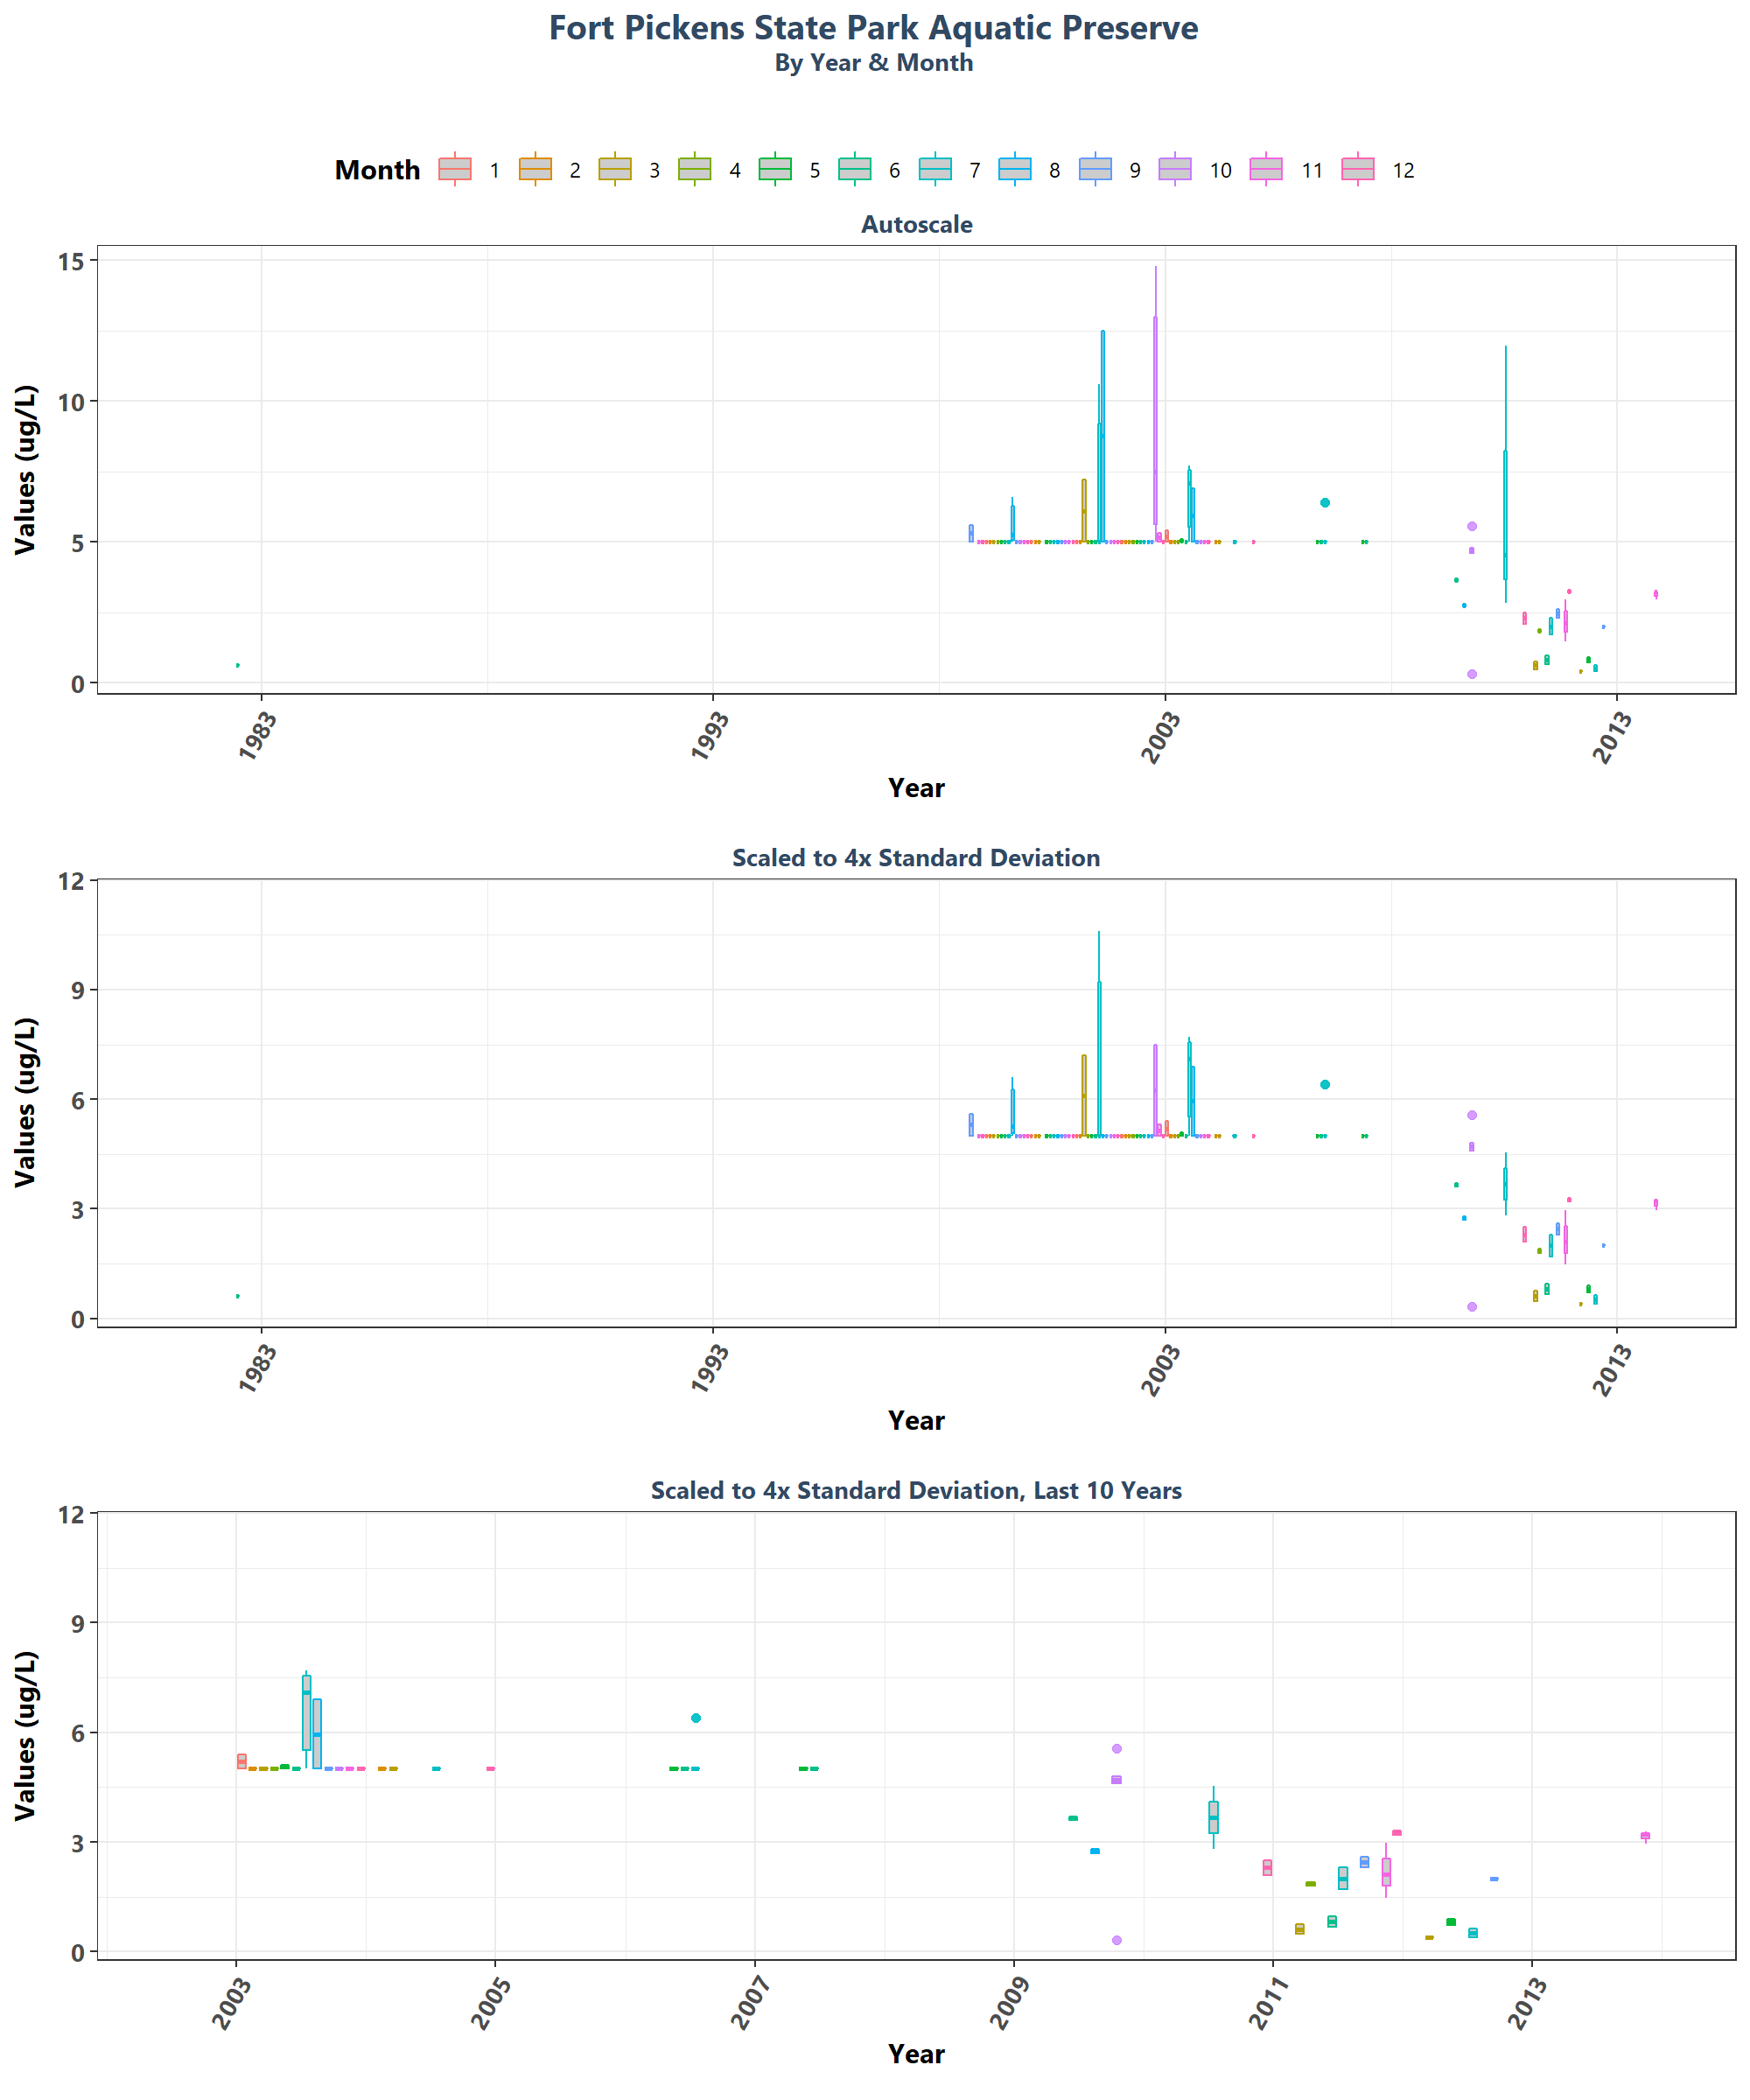 Fort Pickens State Park Aquatic Preserve
By Year & Month
Month 1 2 3 4 5 6 7 8 9 10 11 12
Autoscale
Values (ug/L)
15
10
5
0
1983 1993 2003 2013
Year
Scaled to 4x Standard Deviation
Values (ug/L)
12
9
6
3
0
1983 1993 2003 2013
Year
Scaled to 4x Standard Deviation, Last 10 Years
Values (ug/L)
12
9
6
3
0
2003 2005 2007 2009 2011 2013
Year